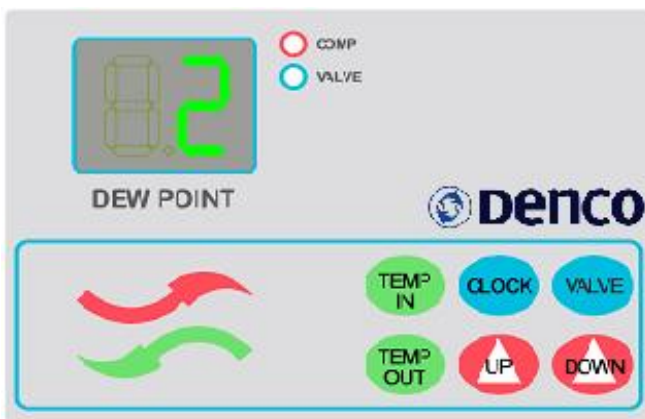 2
COMP
VALVE
DEW POINT
Denco
TEMP IN
CLOCK
VALVE
TEMP OUT
UP
DOWN